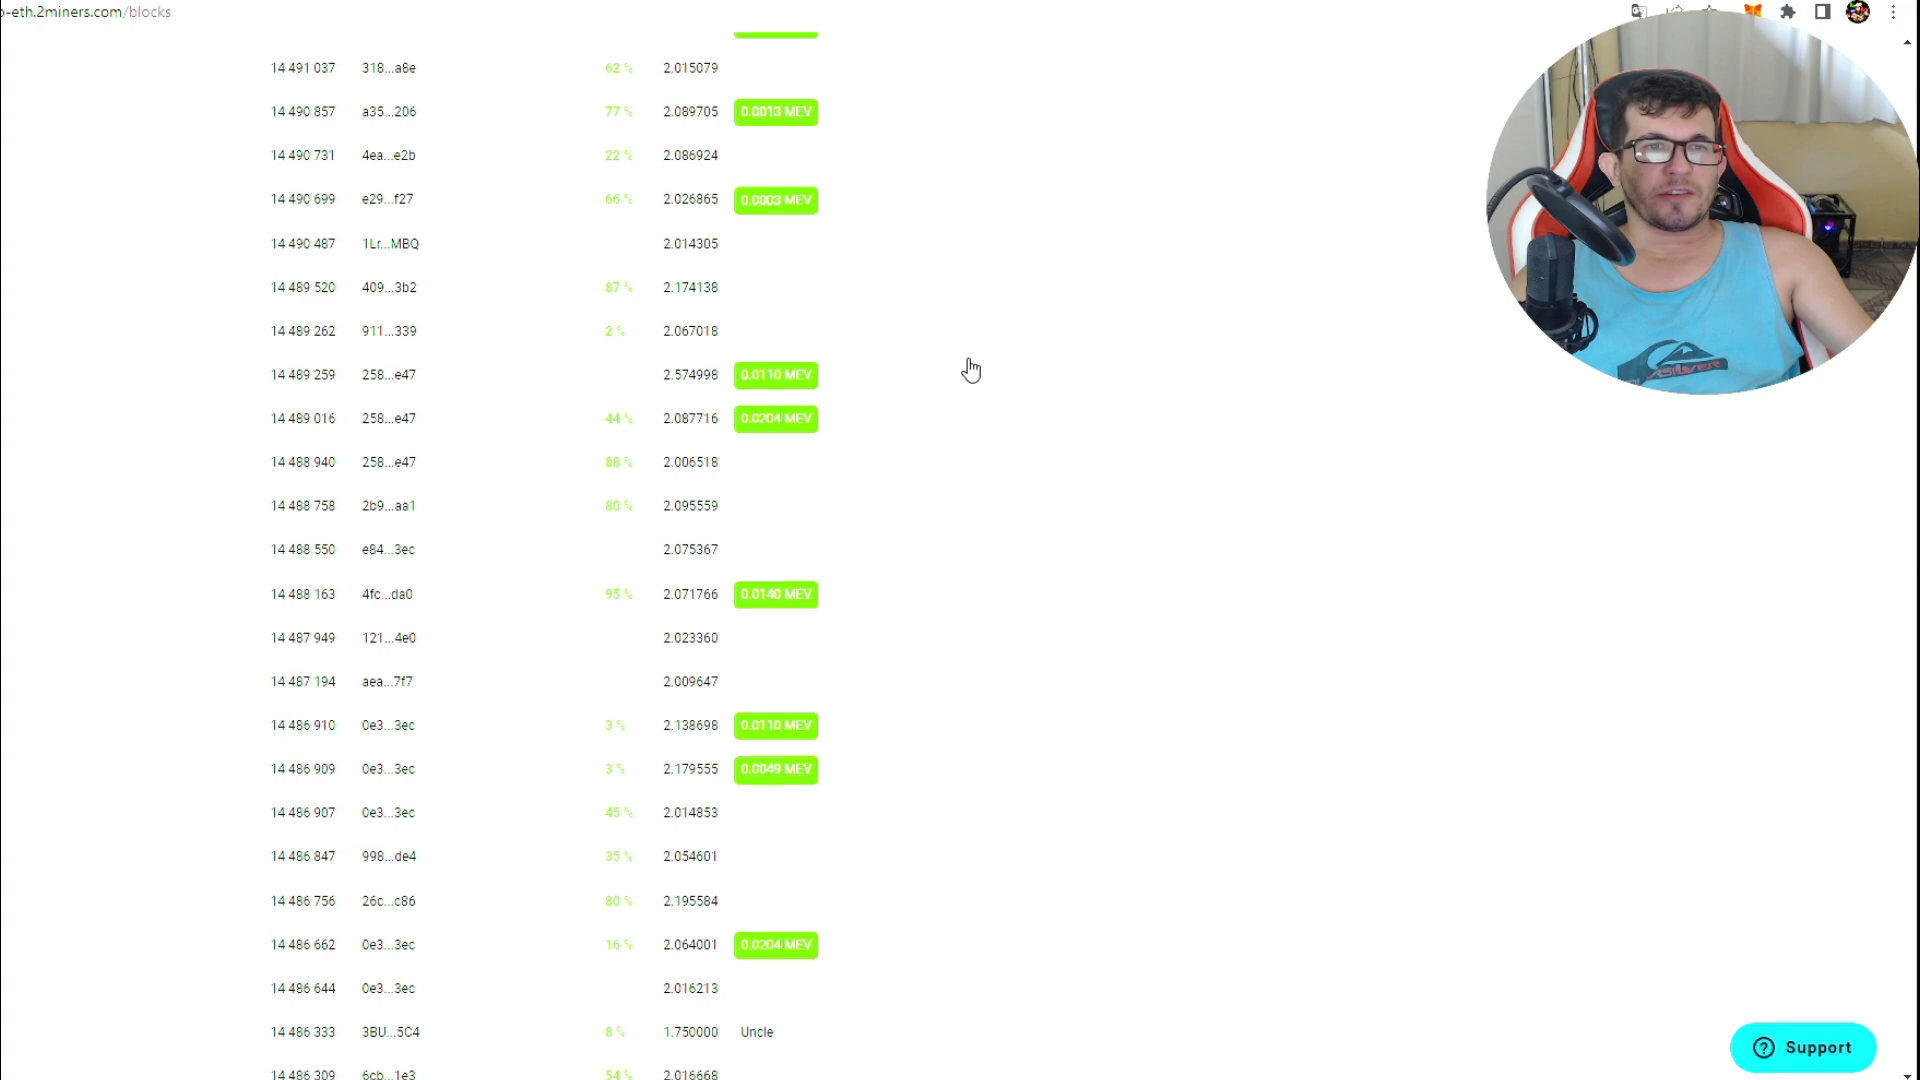 o-eth.2miners.com/blocks
14 491 037 318...a8e 62 % 2.015079
14 490 857 a35...206 77 % 2.089705 0.0013 MEV
14 490 731 4ea...e2b 22 % 2.086924
14 490 699 e29...f27 66 % 2.026865 0.0003 MEV
14 490 487 1Lr...MBQ 2.014305
14 489 520 409...3b2 87 % 2.174138
14 489 262 911...339 2 % 2.067018
14 489 259 258...e47 2.574998 0.0110 MEV
14 489 016 258...e47 44 % 2.087716 0.0204 MEV
14 488 940 258...e47 88 % 2.006518
14 488 758 2b9...aa1 80 % 2.095559
14 488 550 e84...3ec 2.075367
14 488 163 4fc...da0 95 % 2.071766 0.0140 MEV
14 487 949 121...4e0 2.023360
14 487 194 aea...7f7 2.009647
14 486 910 0e3...3ec 3 % 2.138698 0.0110 MEV
14 486 909 0e3...3ec 3 % 2.179555 0.0049 MEV
14 486 907 0e3...3ec 45 % 2.014853
14 486 847 998...de4 35 % 2.054601
14 486 756 26c...c86 80 % 2.195584
14 486 662 0e3...3ec 16 % 2.064001 0.0204 MEV
14 486 644 0e3...3ec 2.016213
14 486 333 3BU...5C4 8 % 1.750000 Uncle
14 486 309 6cb...1e3 54 % 2.016668
Support